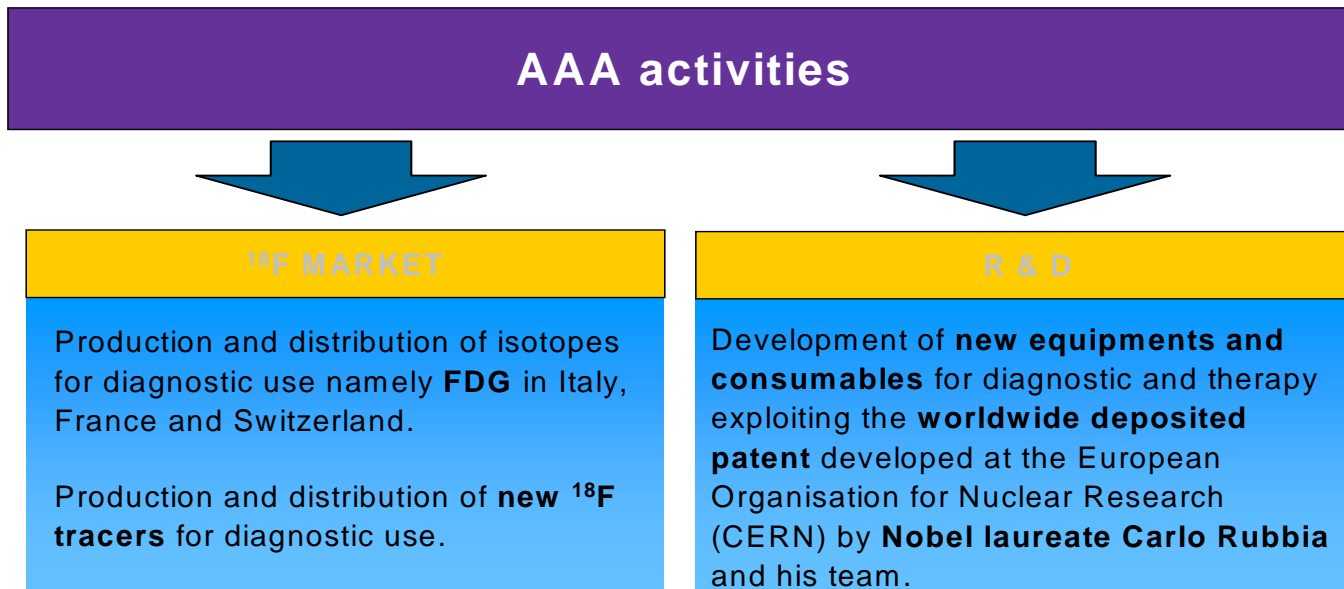 AAA activities
¹⁸F MARKET
Production and distribution of isotopes
for diagnostic use namely FDG in Italy,
France and Switzerland.
Production and distribution of new ¹⁸F
tracers for diagnostic use.
R & D
Development of new equipments and
consumables for diagnostic and therapy
exploiting the worldwide deposited
patent developed at the European
Organisation for Nuclear Research
(CERN) by Nobel laureate Carlo Rubbia
and his team.